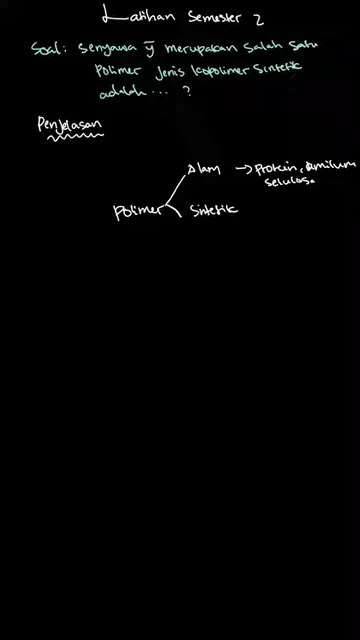 Latihan Semester 2
Soal: Senyawa yg merupakan salah satu
Polimer jenis kopolimer sintetik
adalah ... ?
Penjelasan
Alam → Protein, Amilum
selulos.
Polimer
Sintetik